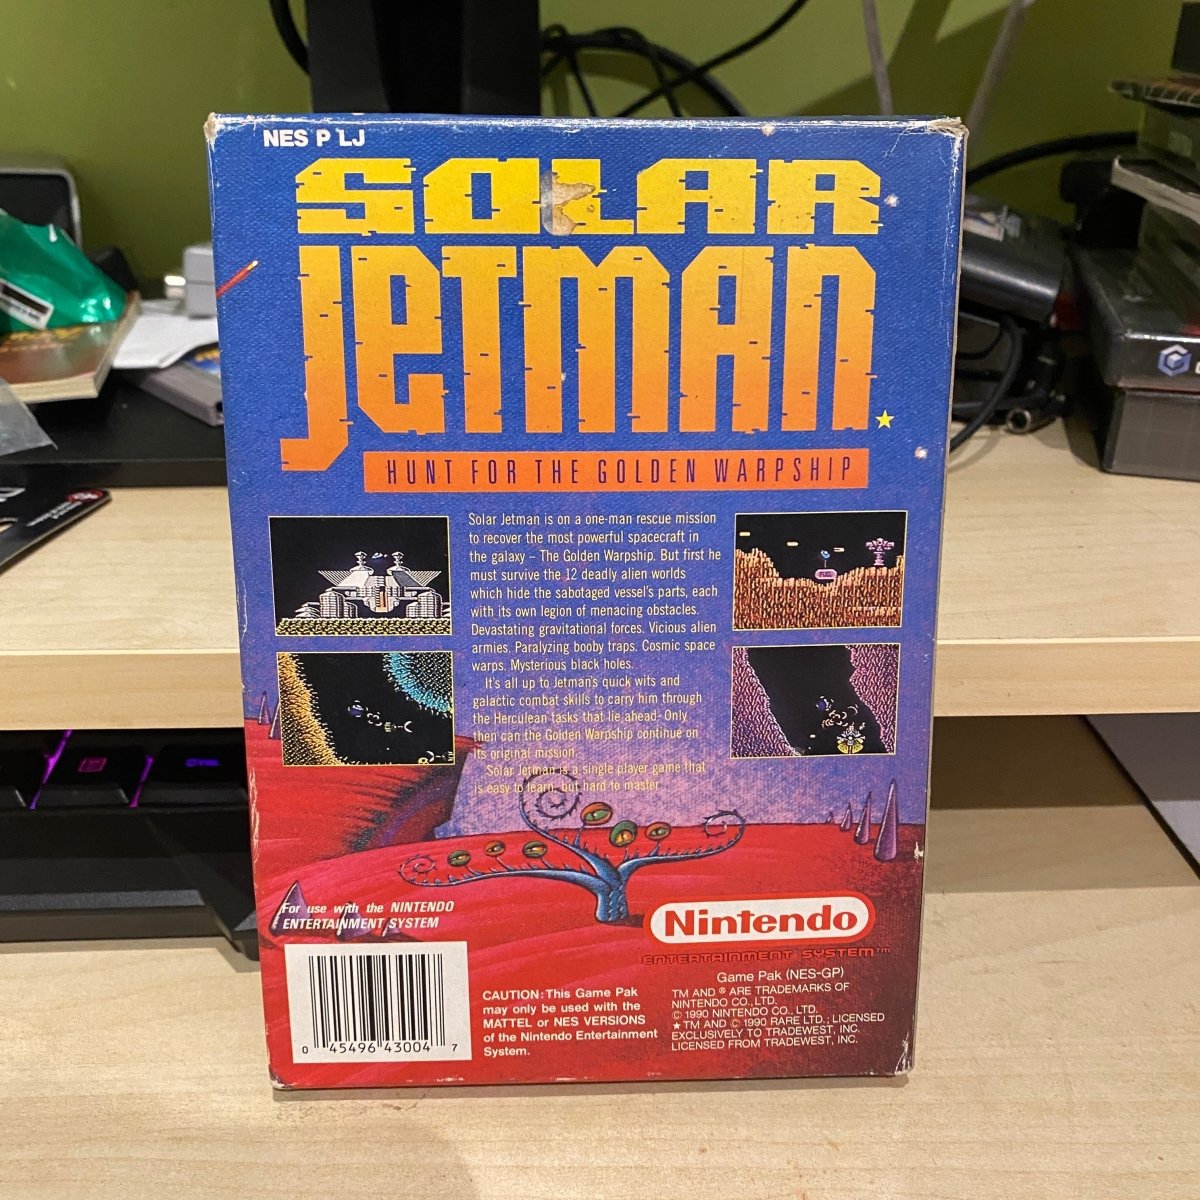 NES P LJ
SOLAR
JETMAN
HUNT FOR THE GOLDEN WARPSHIP
Solar Jetman is on a one-man rescue mission
to recover the most powerful spacecraft in
the galaxy – The Golden Warpship. But first he
must survive the 12 deadly alien worlds
which hide the sabotaged vessel's parts, each
with its own legion of menacing obstacles.
Devastating gravitational forces. Vicious alien
armies. Paralyzing booby traps. Cosmic space
warps. Mysterious black holes.
It's all up to Jetman's quick wits and
galactic combat skills to carry him through
the Herculean tasks that lie ahead- Only
then can the Golden Warpship continue on
its original mission.
Solar Jetman is a single player game that
is easy to learn, but hard to master
FUEL
For use with the NINTENDO
ENTERTAINMENT SYSTEM
0 45496 43004 7
CAUTION: This Game Pak
may only be used with the
MATTEL or NES VERSIONS
of the Nintendo Entertainment
System.
Nintendo
ENTERTAINMENT SYSTEM™
Game Pak (NES-GP)
TM AND ® ARE TRADEMARKS OF
NINTENDO CO., LTD.
© 1990 NINTENDO CO., LTD.
★ TM AND © 1990 RARE LTD.; LICENSED
EXCLUSIVELY TO TRADEWEST, INC.
LICENSED FROM TRADEWEST, INC.
CTRL